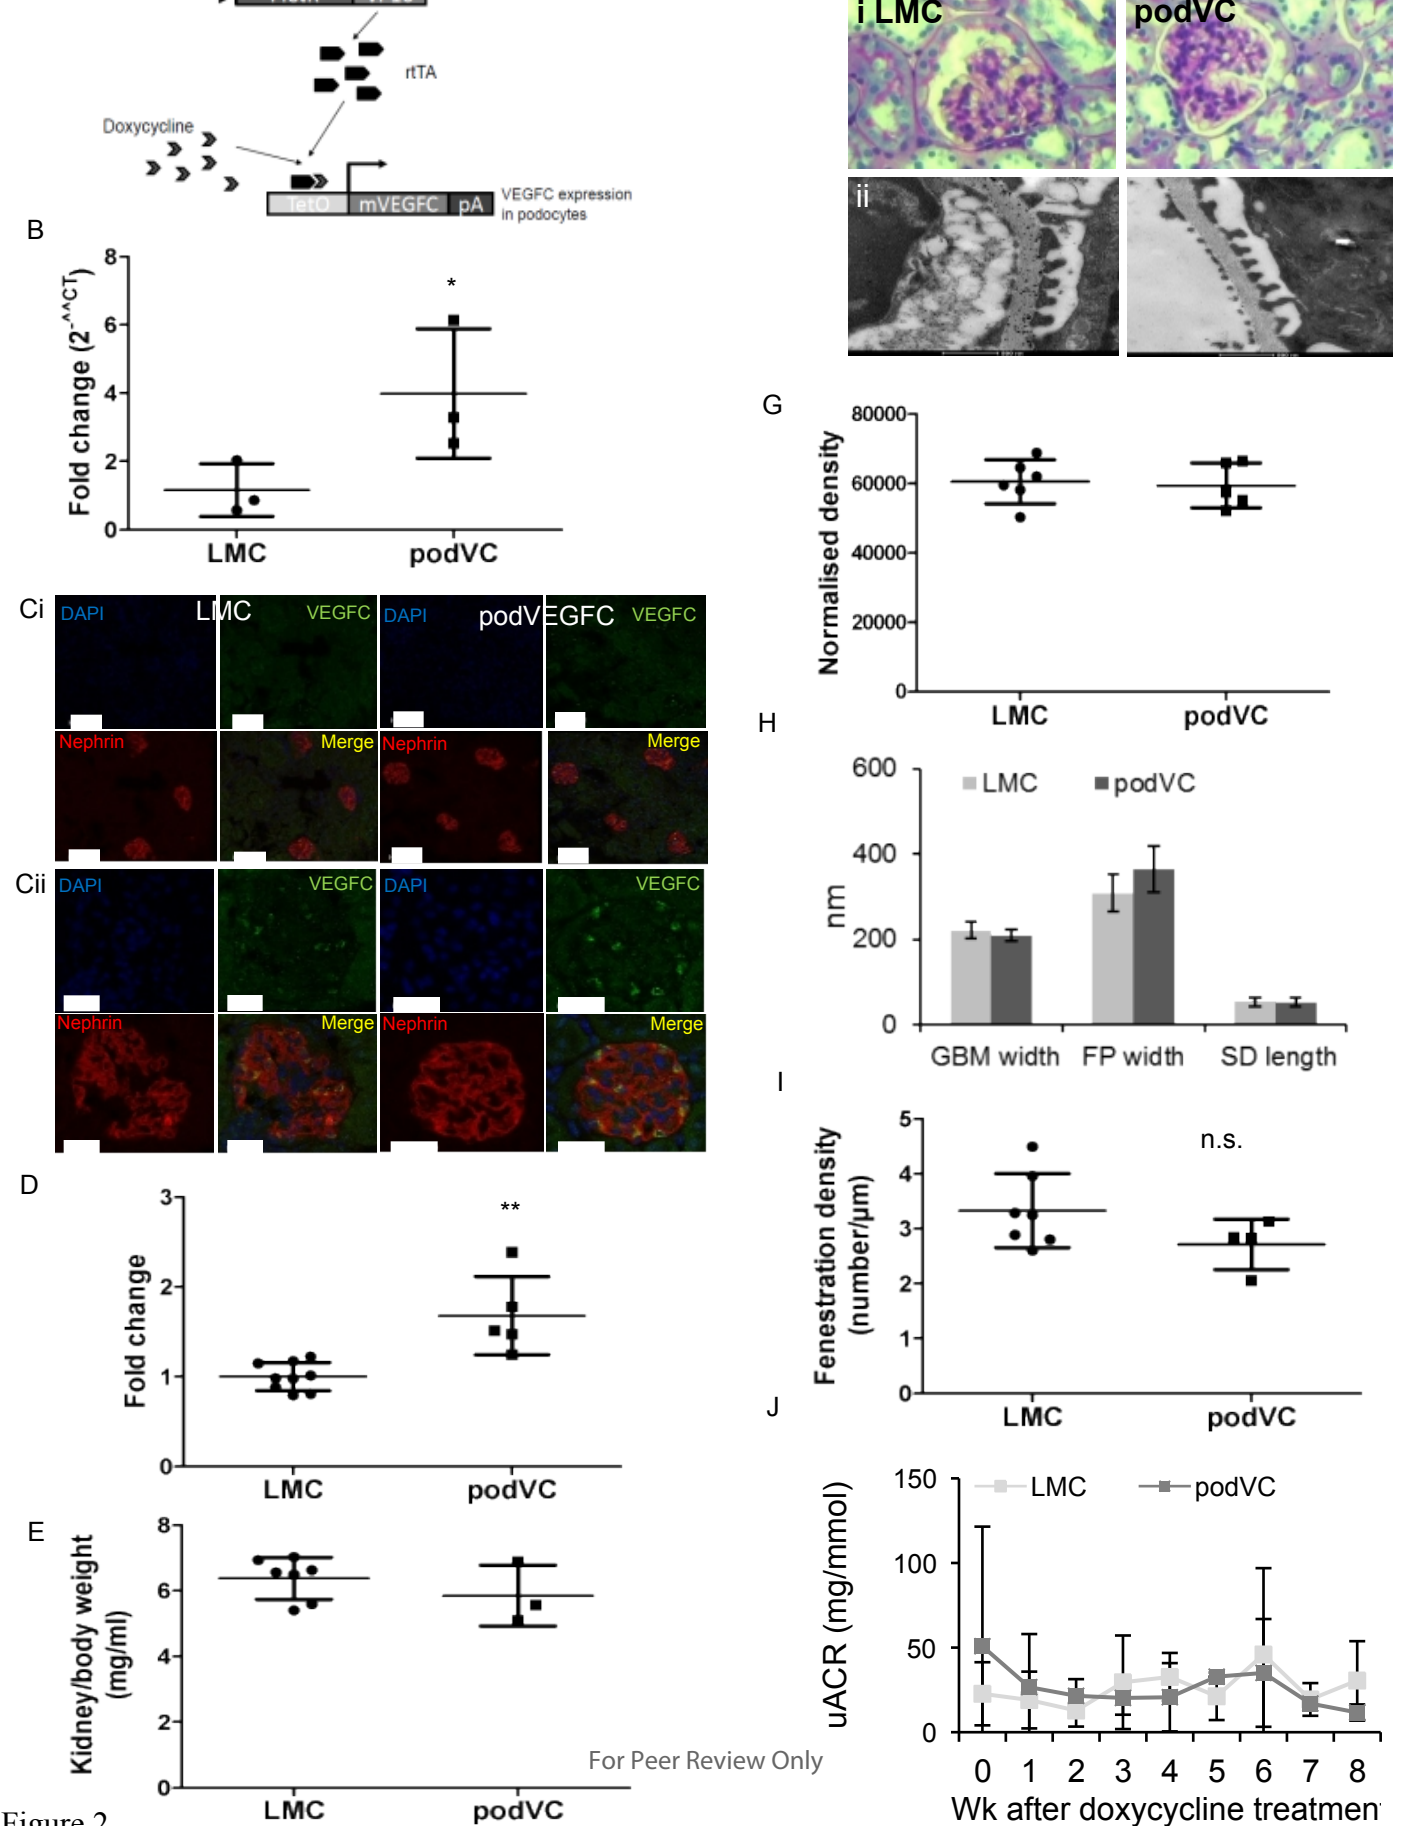 rtTA
Doxycycline
TetO mVEGFC pA
VEGFC expression
in podocytes
B
8
6
4
2
0
Fold change (2-^^CT)
*
LMC podVC
Ci
DAPI LMC VEGFC DAPI podVEGFC VEGFC
Nephrin Merge Nephrin Merge
Cii
DAPI VEGFC DAPI VEGFC
Nephrin Merge Nephrin Merge
D
3
2
1
0
Fold change
**
LMC podVC
E
8
6
4
2
0
Kidney/body weight
(mg/ml)
LMC podVC
i LMC podVC
ii
G
80000
60000
40000
20000
0
Normalised density
LMC podVC
H
600
400
200
0
nm
LMC podVC
GBM width FP width SD length
I
5
4
3
2
1
0
Fenestration density
(number/μm)
n.s.
LMC podVC
J
150
100
50
0
uACR (mg/mmol)
LMC podVC
0 1 2 3 4 5 6 7 8
Wk after doxycycline treatment
For Peer Review Only
Figure 2